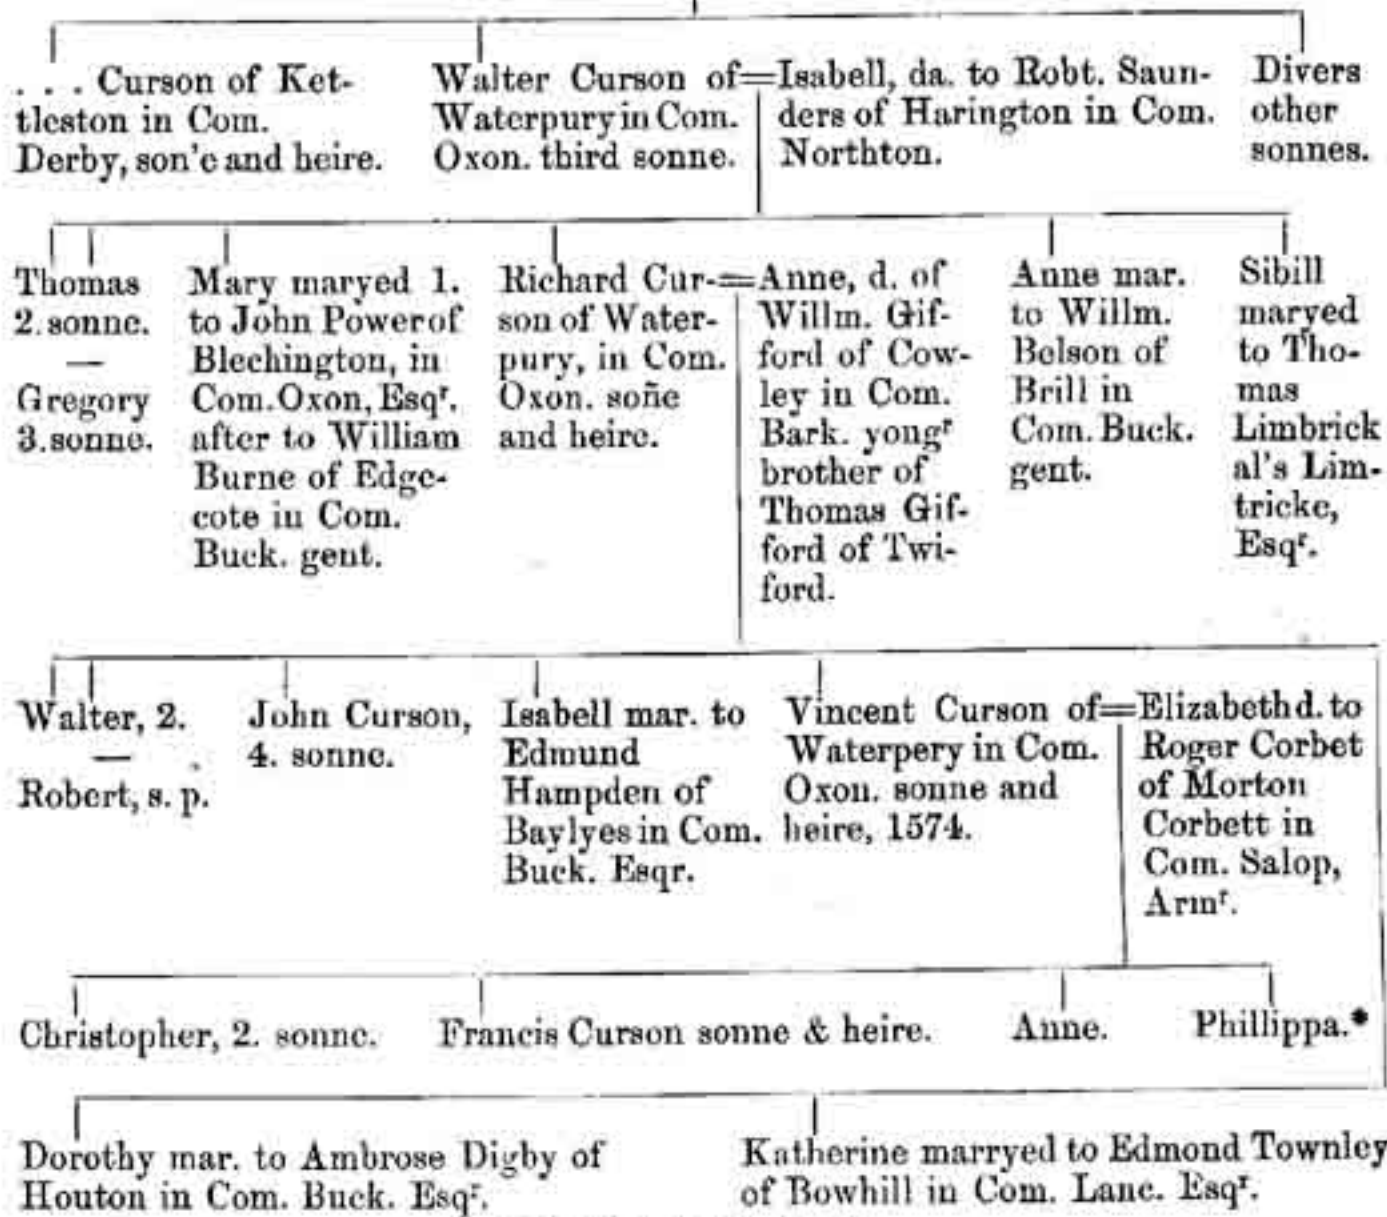 . . . Curson of Ket-
tleston in Com.
Derby, son'e and heire.
Walter Curson of=Isabell, da. to Robt. Saun-
Waterpury in Com.
Oxon. third sonne.
ders of Harington in Com.
Northton.
Divers
other
sonnes.
Thomas
2. sonne.
—
Gregory
3. sonne.
Mary maryed 1.
to John Power of
Blechington, in
Com. Oxon, Esqr.
after to William
Burne of Edge-
cote in Com.
Buck. gent.
Richard Cur-=Anne, d. of
son of Water-
pury, in Com.
Oxon. soñe
and heire.
Willm. Gif-
ford of Cow-
ley in Com.
Bark. yongr
brother of
Thomas Gif-
ford of Twi-
ford.
Anne mar.
to Willm.
Belson of
Brill in
Com. Buck.
gent.
Sibill
maryed
to Tho-
mas
Limbrick
al's Lim-
tricke,
Esqr.
Walter, 2.
—
Robert, s. p.
John Curson,
4. sonne.
Isabell mar. to
Edmund
Hampden of
Baylyes in Com.
Buck. Esqr.
Vincent Curson of=Elizabeth d. to
Waterpery in Com.
Oxon. sonne and
heire, 1574.
Roger Corbet
of Morton
Corbett in
Com. Salop,
Armr.
Christopher, 2. sonne.
Francis Curson sonne & heire.
Anne.
Phillippa.*
Dorothy mar. to Ambrose Digby of
Houton in Com. Buck. Esqr.
Katherine marryed to Edmond Townley
of Bowhill in Com. Lanc. Esqr.